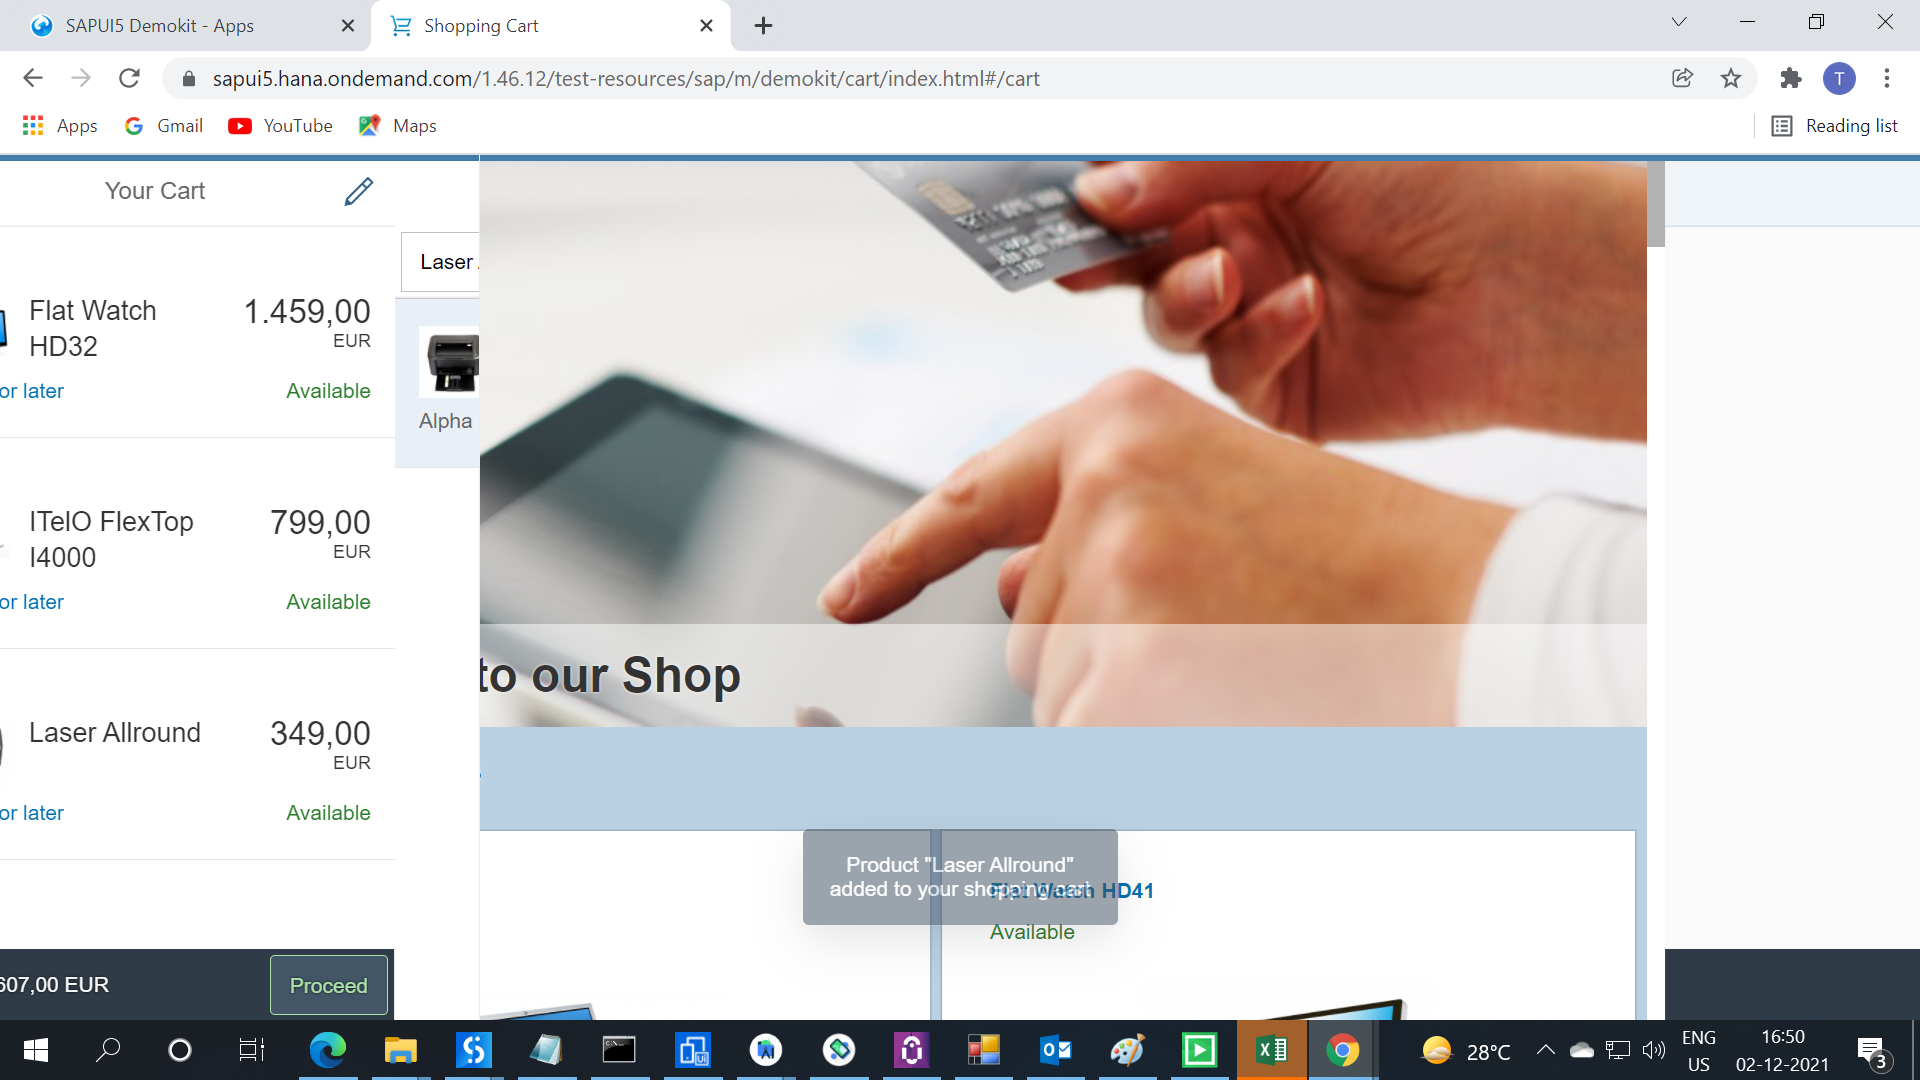 SAPUI5 Demokit - Apps
Shopping Cart
sapui5.hana.ondemand.com/1.46.12/test-resources/sap/m/demokit/cart/index.html#/cart
T
Apps
Gmail
YouTube
Maps
Reading list
Your Cart
Flat Watch
HD32
1.459,00
EUR
or later
Available
ITelO FlexTop
I4000
799,00
EUR
or later
Available
Laser Allround
349,00
EUR
or later
Available
607,00 EUR
Proceed
Laser
Alpha
to our Shop
Product "Laser Allround"
added to your shopping cart
Flat Watch HD41
Available
28°C
ENG
US
16:50
02-12-2021
3